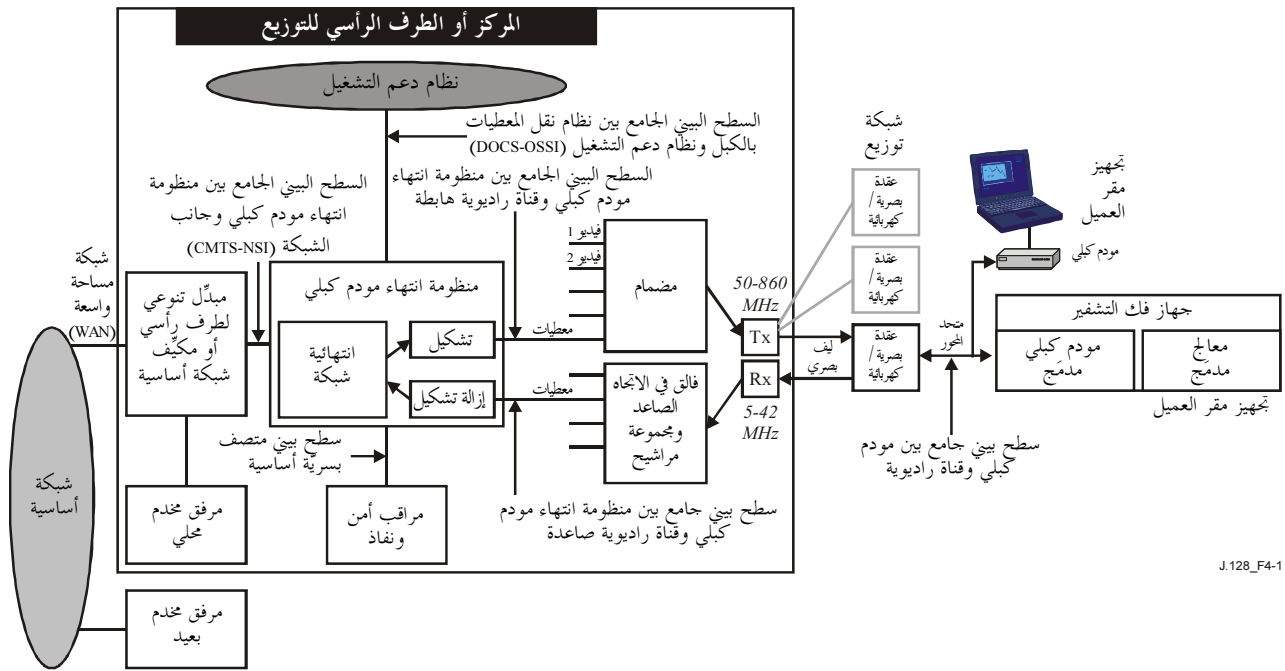 المركز أو الطرف الرأسي للتوزيع
نظام دعم التشغيل
السطح البيني الجامع بين نظام نقل المعطيات
بالكبل ونظام دعم التشغيل (DOCS-OSSI)
السطح البيني الجامع بين منظومة انتهاء
مودم كبلي وقناة راديوية هابطة
السطح البيني الجامع بين منظومة
انتهاء مودم كبلي وجانب
الشبكة (CMTS-NSI)
شبكة
مساحة
واسعة
(WAN)
مبدِّل تنوعي
لطرف رأسي
أو مكيِّف
شبكة أساسية
منظومة انتهاء مودم كبلي
انتهائية
شبكة
تشكيل
إزالة تشكيل
فيديو 1
فيديو 2
معطيات
معطيات
مضمام
فالق في الاتجاه
الصاعد
ومجموعة
مراشيح
50-860
MHz
Tx
Rx
5-42
MHz
ليف
بصري
شبكة
توزيع
عقدة
بصرية/
كهربائية
عقدة
بصرية/
كهربائية
عقدة
بصرية/
كهربائية
تجهيز
مقر
العميل
مودم كبلي
متحد
المحور
جهاز فك التشفير
مودم كبلي
مدمَج
معالج
مدمَج
تجهيز مقر العميل
سطح بيني جامع بين مودم
كبلي وقناة راديوية
سطح بيني متصف
بسريّة أساسية
سطح بيني جامع بين منظومة انتهاء مودم
كبلي وقناة راديوية صاعدة
شبكة
أساسية
مرفق مخدم
محلي
مراقب أمن
ونفاذ
مرفق مخدم
بعيد
J.128_F4-1